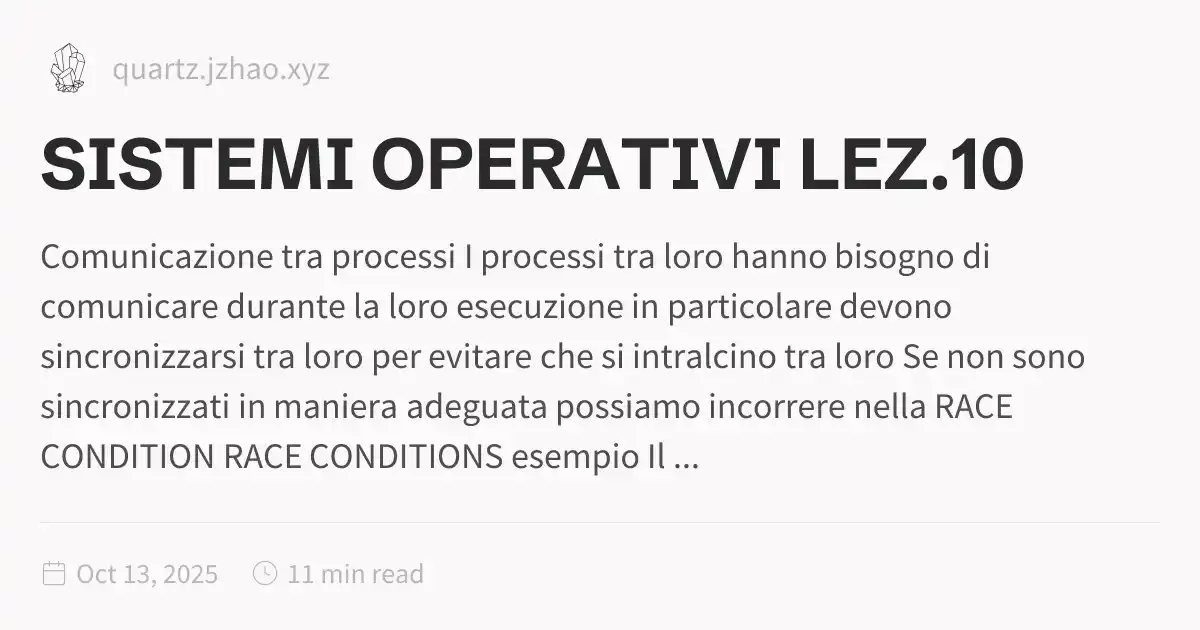 quartz.jzhao.xyz
SISTEMI OPERATIVI LEZ.10
Comunicazione tra processi I processi tra loro hanno bisogno di
comunicare durante la loro esecuzione in particolare devono
sincronizzarsi tra loro per evitare che si intralcino tra loro Se non sono
sincronizzati in maniera adeguata possiamo incorrere nella RACE
CONDITION RACE CONDITIONS esempio Il ...
Oct 13, 2025 11 min read